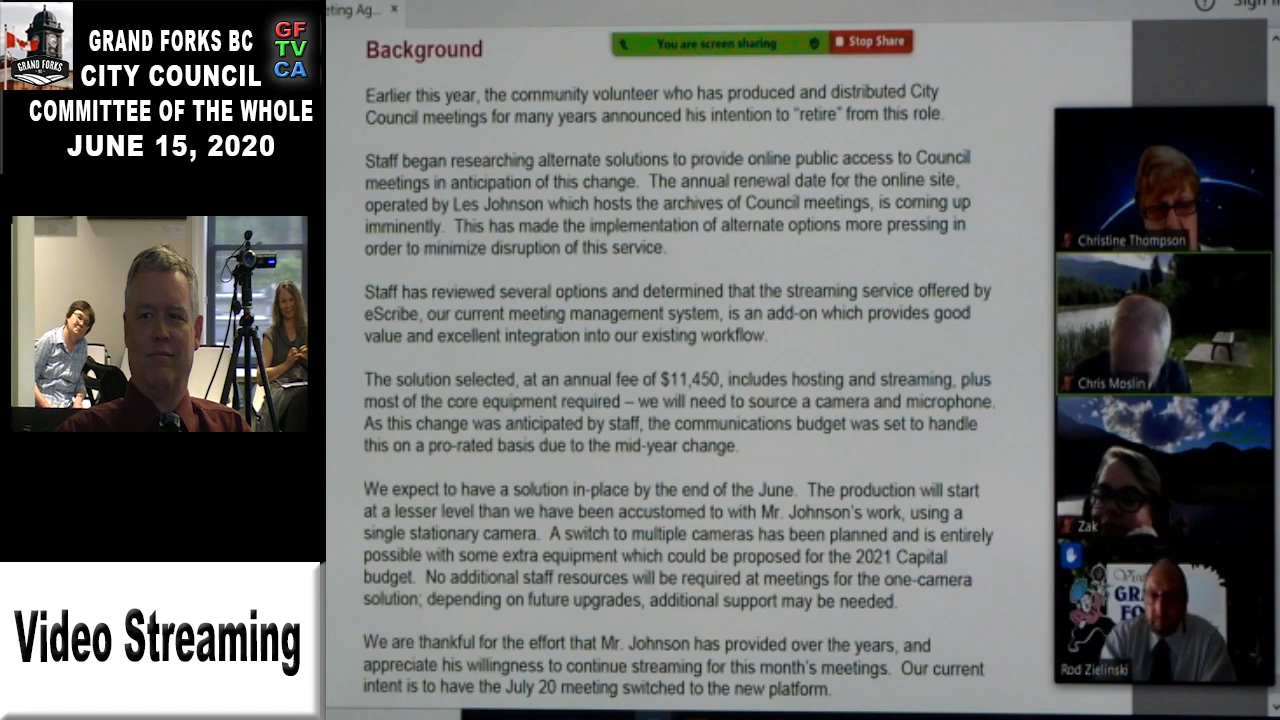 GRAND FORKS BC
CITY COUNCIL
COMMITTEE OF THE WHOLE
JUNE 15, 2020
GF
TV
CA
GRAND FORKS
BC
Video Streaming
eting Ag... ×
Sign
You are screen sharing
Stop Share
Background
Earlier this year, the community volunteer who has produced and distributed City
Council meetings for many years announced his intention to “retire” from this role.
Staff began researching alternate solutions to provide online public access to Council
meetings in anticipation of this change. The annual renewal date for the online site,
operated by Les Johnson which hosts the archives of Council meetings, is coming up
imminently. This has made the implementation of alternate options more pressing in
order to minimize disruption of this service.
Staff has reviewed several options and determined that the streaming service offered by
eScribe, our current meeting management system, is an add-on which provides good
value and excellent integration into our existing workflow.
The solution selected, at an annual fee of $11,450, includes hosting and streaming, plus
most of the core equipment required – we will need to source a camera and microphone.
As this change was anticipated by staff, the communications budget was set to handle
this on a pro-rated basis due to the mid-year change.
We expect to have a solution in-place by the end of the June. The production will start
at a lesser level than we have been accustomed to with Mr. Johnson’s work, using a
single stationary camera. A switch to multiple cameras has been planned and is entirely
possible with some extra equipment which could be proposed for the 2021 Capital
budget. No additional staff resources will be required at meetings for the one-camera
solution; depending on future upgrades, additional support may be needed.
We are thankful for the effort that Mr. Johnson has provided over the years, and
appreciate his willingness to continue streaming for this month’s meetings. Our current
intent is to have the July 20 meeting switched to the new platform.
Christine Thompson
Chris Moslin
Zak
GR
FO
Rod Zielinski